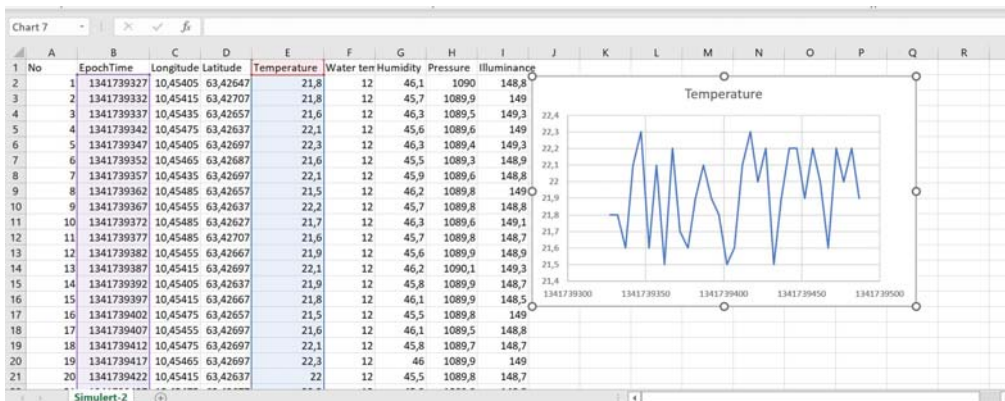 Chart 7 fx
A B C D E F G H I J K L M N O P Q R
1 No EpochTime Longitude Latitude Temperature Water ten Humidity Pressure Illuminance
2 1 1341739327 10,45405 63,42647 21,8 12 46,1 1090 148,8
3 2 1341739332 10,45415 63,42707 21,8 12 45,7 1089,9 149
4 3 1341739337 10,45435 63,42657 21,6 12 46,3 1089,5 149,3
5 4 1341739342 10,45475 63,42637 22,1 12 45,6 1089,6 149
6 5 1341739347 10,45405 63,42697 22,3 12 46,3 1089,4 149,3
7 6 1341739352 10,45465 63,42687 21,6 12 45,5 1089,3 148,9
8 7 1341739357 10,45435 63,42697 22,1 12 45,9 1089,6 148,8
9 8 1341739362 10,45485 63,42657 21,5 12 46,2 1089,8 149
10 9 1341739367 10,45455 63,42637 22,2 12 45,7 1089,8 148,8
11 10 1341739372 10,45485 63,42627 21,7 12 46,3 1089,6 149,1
12 11 1341739377 10,45485 63,42707 21,6 12 45,7 1089,8 148,7
13 12 1341739382 10,45455 63,42667 21,9 12 45,6 1089,9 148,9
14 13 1341739387 10,45415 63,42697 22,1 12 46,2 1090,1 149,3
15 14 1341739392 10,45405 63,42637 21,9 12 45,8 1089,9 148,7
16 15 1341739397 10,45415 63,42667 21,8 12 46,1 1089,9 148,5
17 16 1341739402 10,45475 63,42657 21,5 12 45,5 1089,8 149
18 17 1341739407 10,45455 63,42697 21,6 12 46,1 1089,5 148,8
19 18 1341739412 10,45475 63,42697 22,1 12 45,8 1089,7 148,7
20 19 1341739417 10,45465 63,42697 22,3 12 46 1089,9 149
21 20 1341739422 10,45415 63,42637 22 12 45,5 1089,8 148,7
Temperature
22,4
22,3
22,2
22,1
22
21,9
21,8
21,7
21,6
21,5
21,4
1341739300 1341739350 1341739400 1341739450 1341739500
Simulert-2